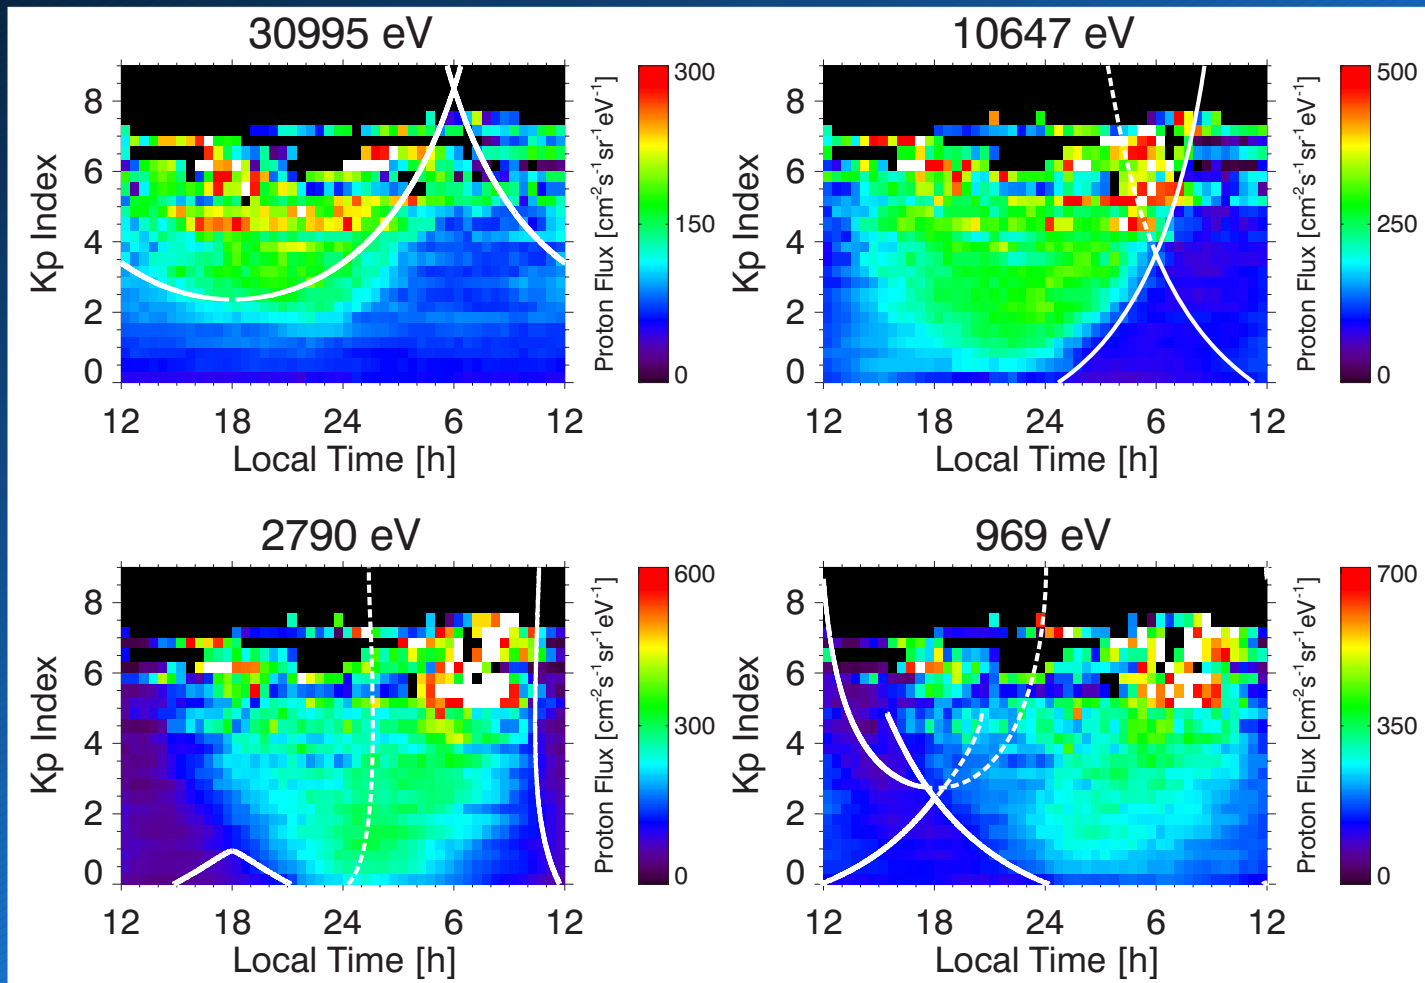 30995 eV
Kp Index
8
6
4
2
0
12 18 24 6 12
Local Time [h]
300
150
0
Proton Flux [cm-2s-1sr-1eV-1]
10647 eV
Kp Index
8
6
4
2
0
12 18 24 6 12
Local Time [h]
500
250
0
Proton Flux [cm-2s-1sr-1eV-1]
2790 eV
Kp Index
8
6
4
2
0
12 18 24 6 12
Local Time [h]
600
300
0
Proton Flux [cm-2s-1sr-1eV-1]
969 eV
Kp Index
8
6
4
2
0
12 18 24 6 12
Local Time [h]
700
350
0
Proton Flux [cm-2s-1sr-1eV-1]